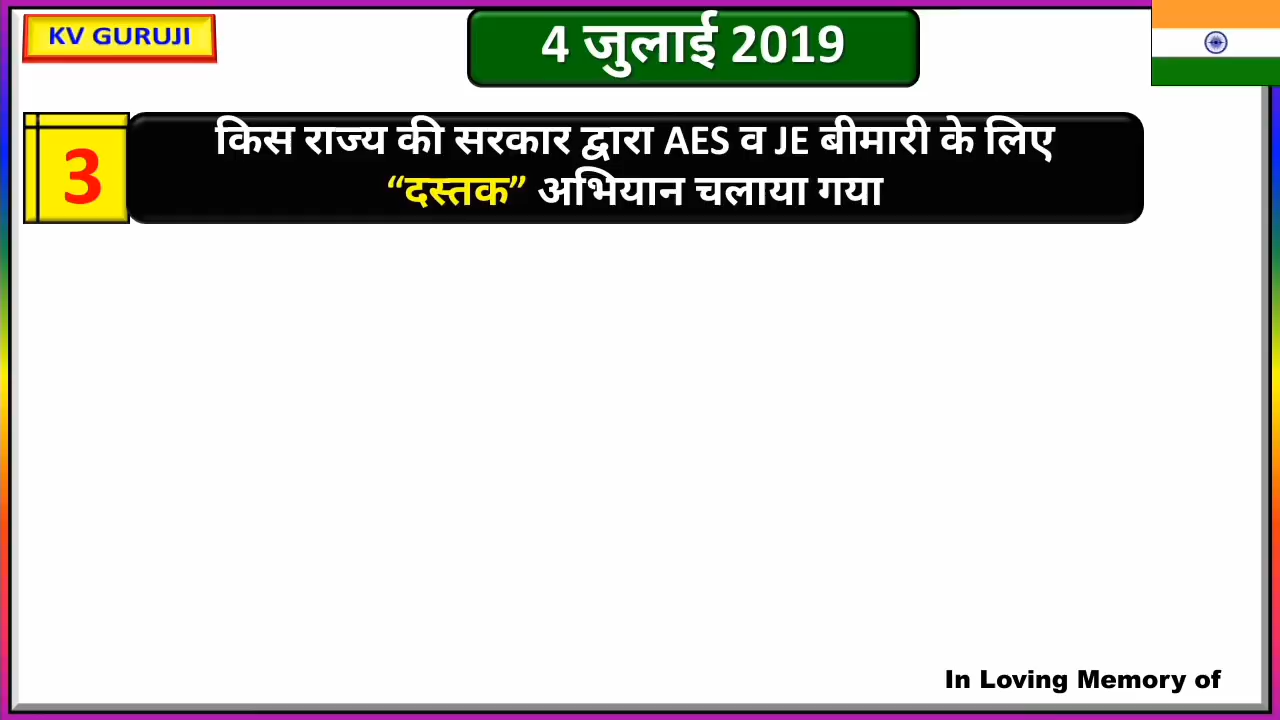 KV GURUJI
4 जुलाई 2019
3
किस राज्य की सरकार द्वारा AES व JE बीमारी के लिए
“दस्तक” अभियान चलाया गया
In Loving Memory of